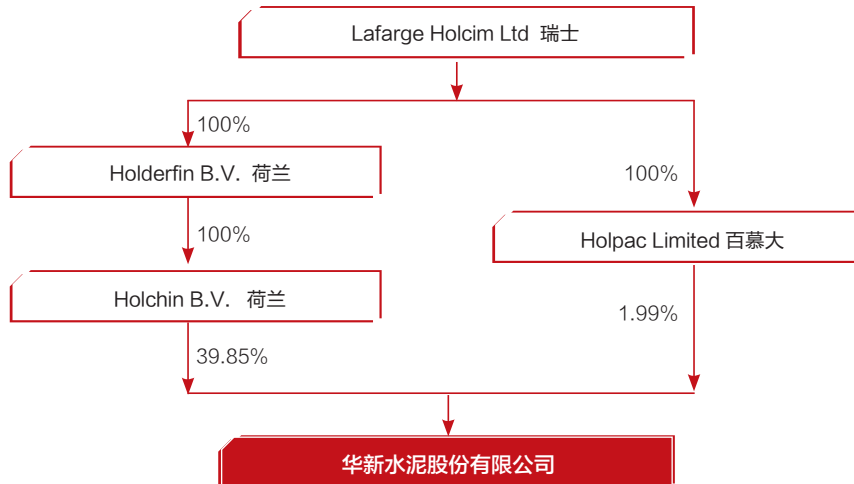 Lafarge Holcim Ltd 瑞士
100%
Holderfin B.V. 荷兰
100%
100%
Holpac Limited 百慕大
Holchin B.V. 荷兰
1.99%
39.85%
华新水泥股份有限公司